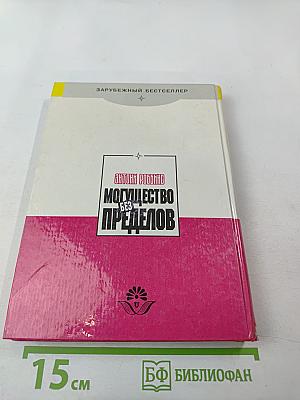 ЗАРУБЕЖНЫЙ БЕСТСЕЛЛЕР
ЭНТОНИ РОББИНС
МОГУЩЕСТВО
БЕЗ
ПРЕДЕЛОВ
15 см
БФ БИБЛИОФАН